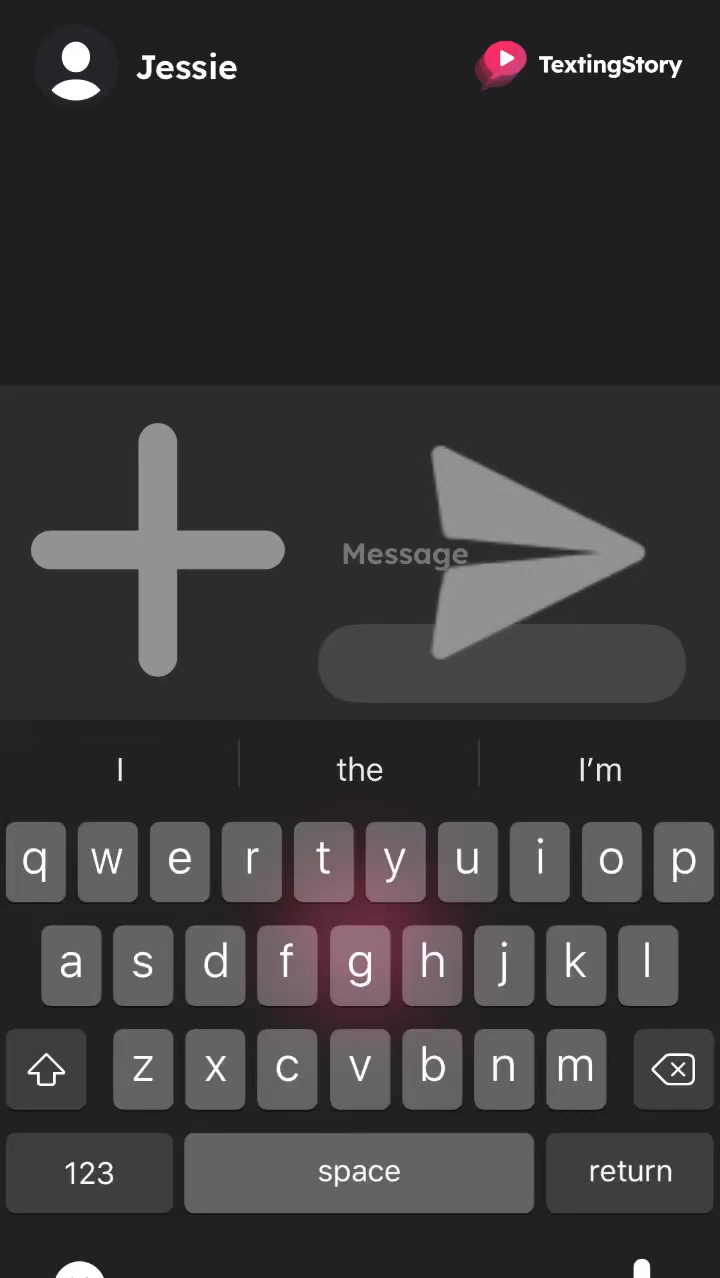 Jessie
TextingStory
Message
I the I'm
q w e r t y u i o p
a s d f g h j k l
z x c v b n m
123 space return